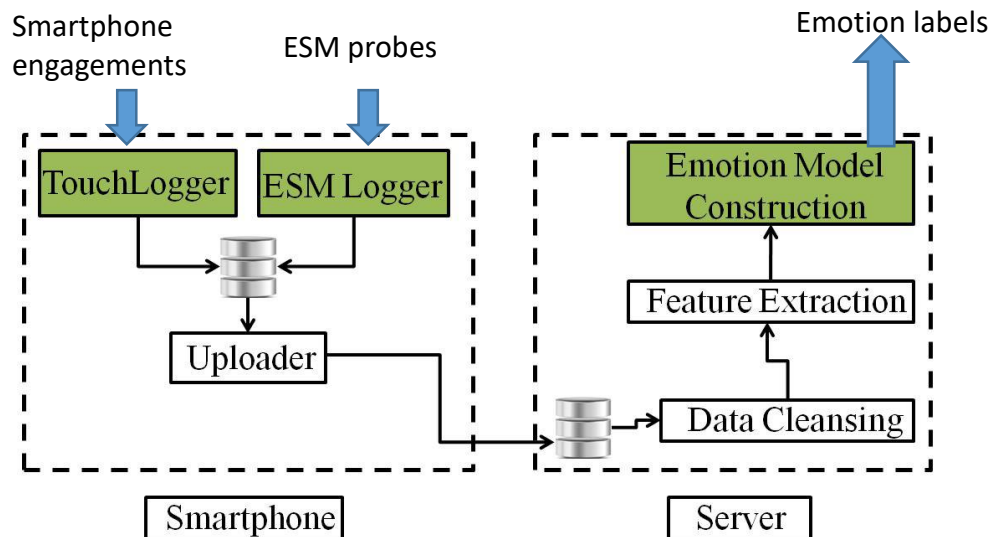 Smartphone
engagements
ESM probes
Emotion labels
TouchLogger
ESM Logger
Emotion Model
Construction
Feature Extraction
Uploader
Data Cleansing
Smartphone
Server